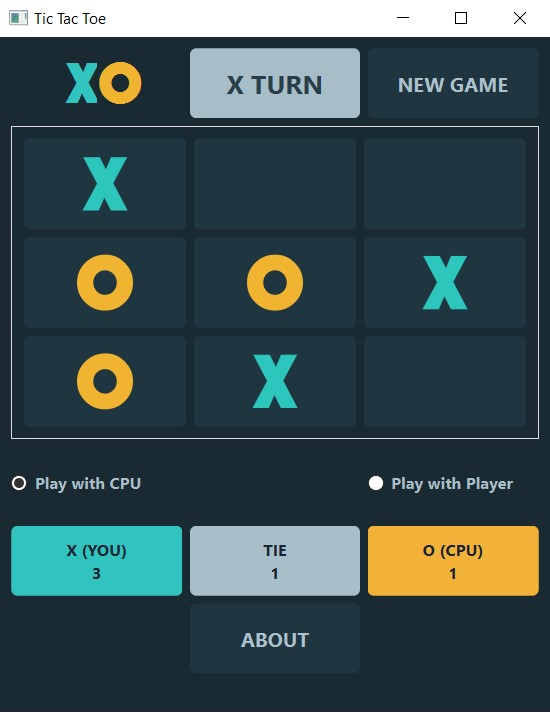 Tic Tac Toe
XO X TURN NEW GAME
X
O O X
O X
Play with CPU Play with Player
X (YOU) TIE O (CPU)
3 1 1
ABOUT